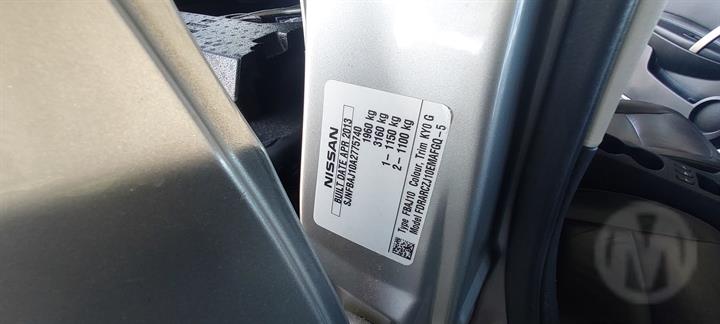 NISSAN
BUILT DATE APR 2013
SJNFBAJ10A2775740
1960 kg
3160 kg
1– 1150 kg
2– 1100 kg
Type FBAJ10 Colour, Trim KY0 G
Model FDRARCZJ10EMAFGQ–5
M